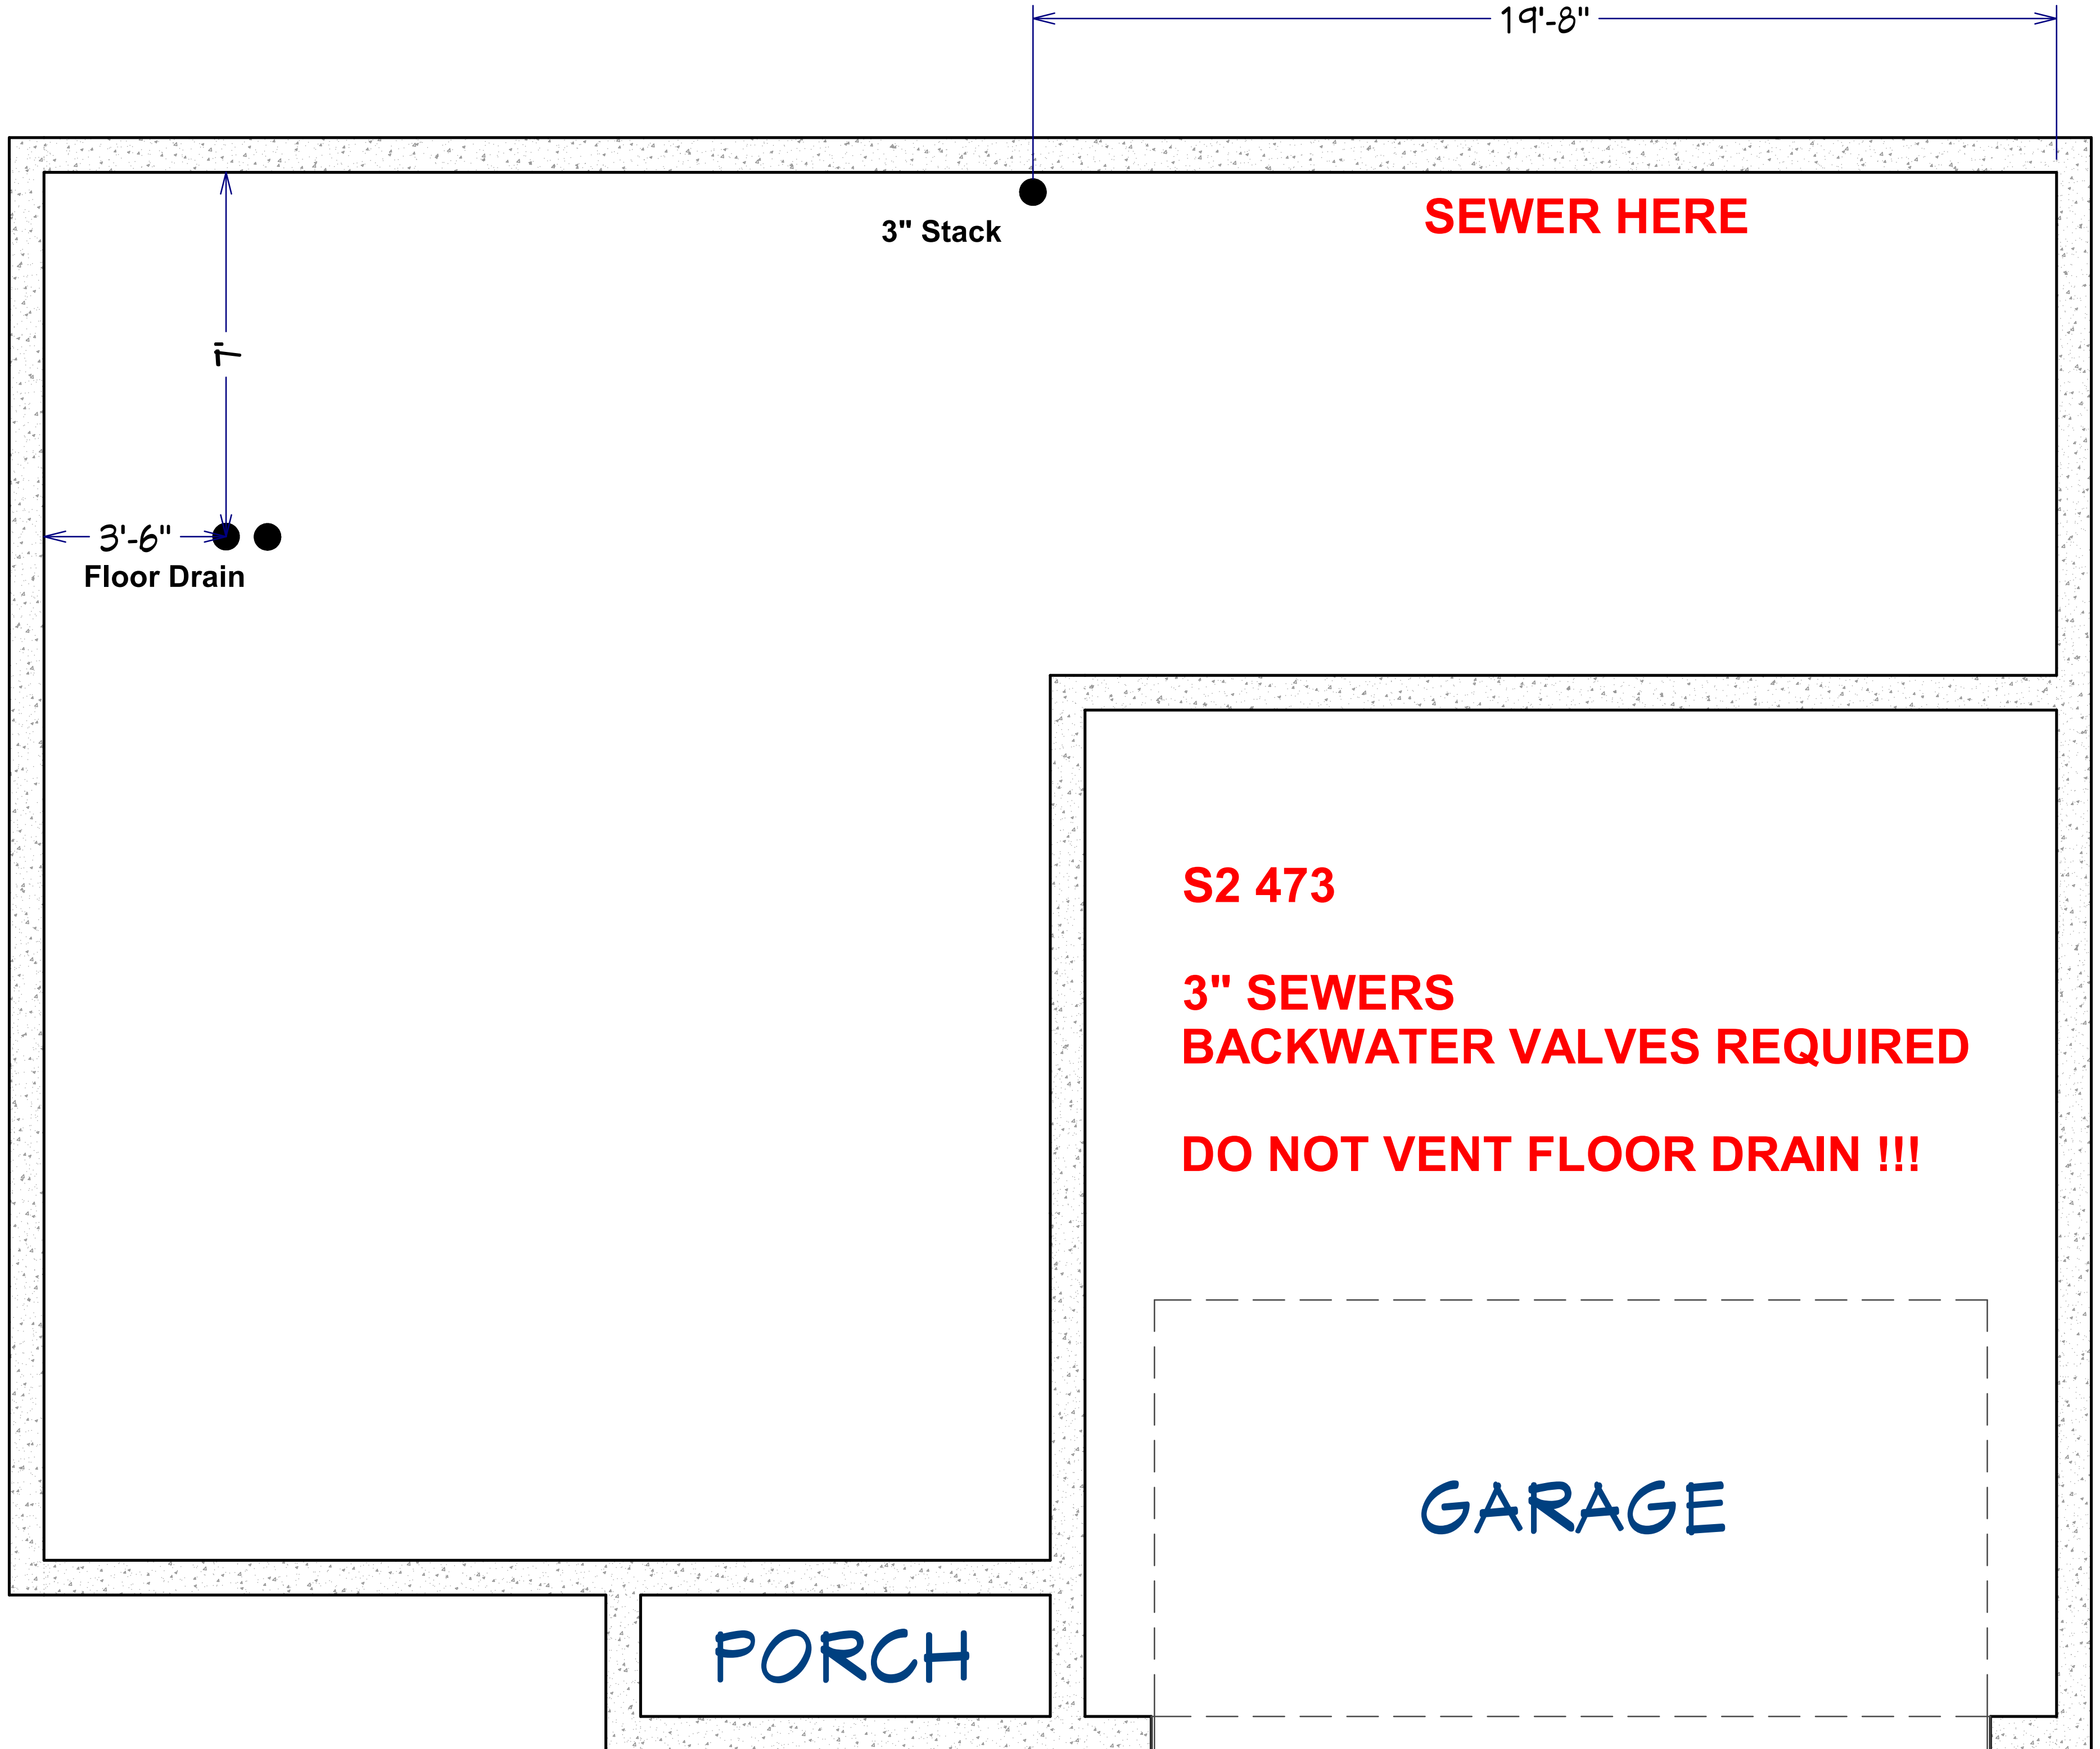 19'-8"
SEWER HERE
3" Stack
7"
3'-6"
Floor Drain
S2 473
3" SEWERS
BACKWATER VALVES REQUIRED
DO NOT VENT FLOOR DRAIN !!!
GARAGE
PORCH